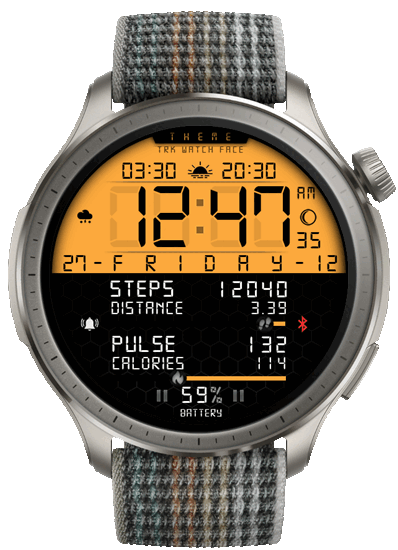 THEME
TRK WATCH FACE
03:30 20:30
12:47 AM
35
27-FRIDAY-12
STEPS 12040
DISTANCE 3.39
PULSE 132
CALORIES 114
59%
BATTERY